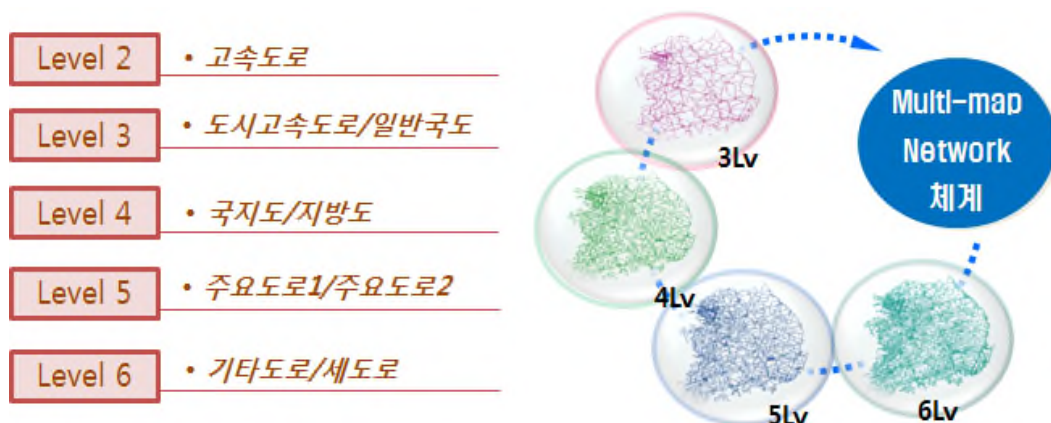 Level 2
• 고속도로
Level 3
• 도시고속도로/일반국도
Level 4
• 국지도/지방도
Level 5
• 주요도로1/주요도로2
Level 6
• 기타도로/세도로
3Lv
4Lv
5Lv
6Lv
Multi-map
Network
체계